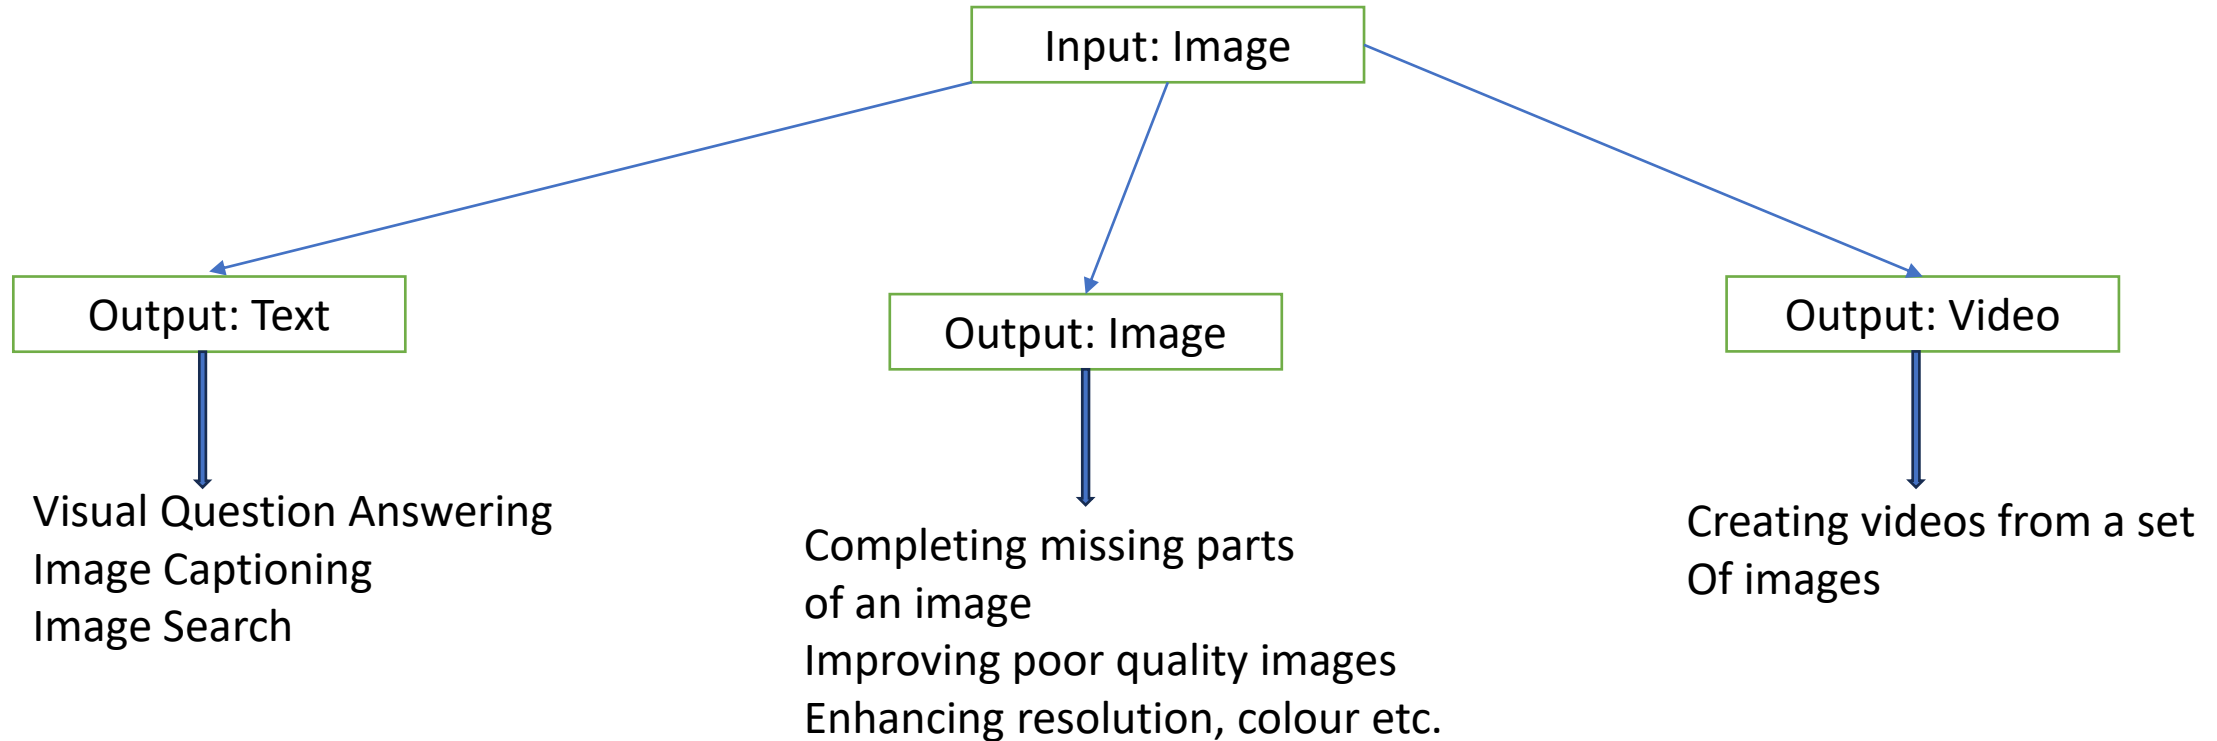 Input: Image
Output: Text
Output: Image
Output: Video
Visual Question Answering
Image Captioning
Image Search
Completing missing parts
of an image
Improving poor quality images
Enhancing resolution, colour etc.
Creating videos from a set
Of images